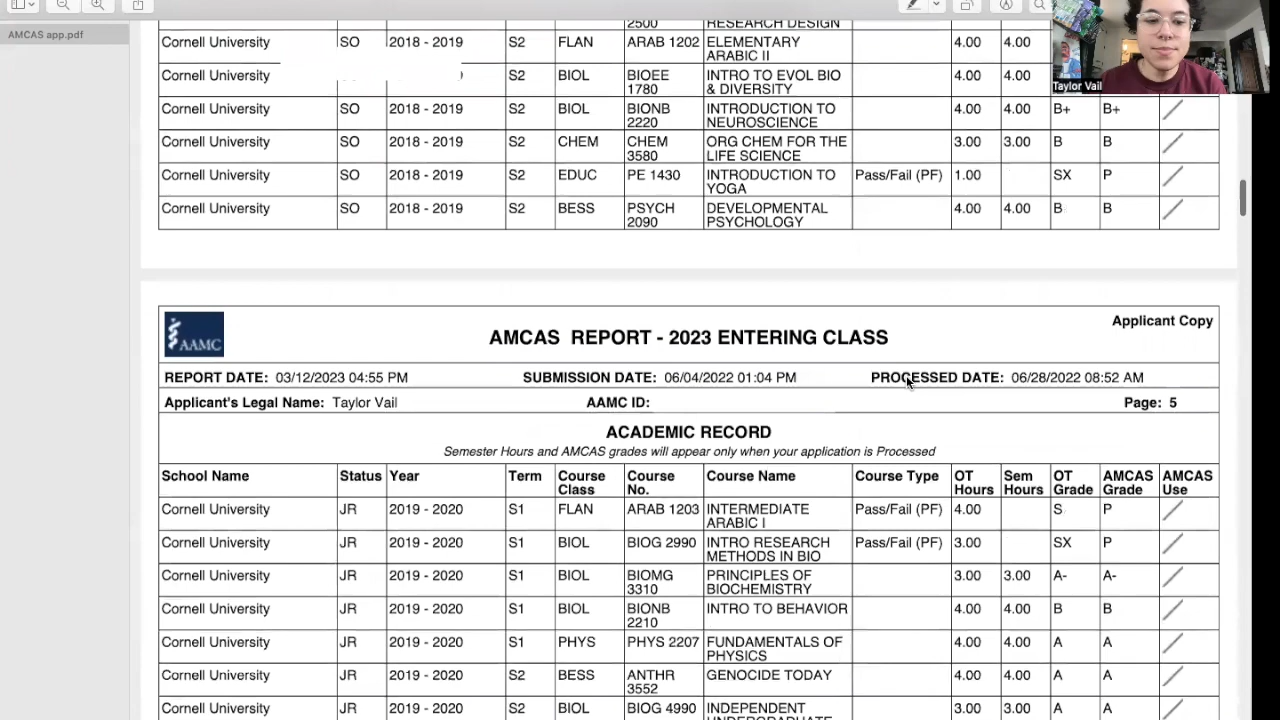 AMCAS app.pdf
Taylor Vail
2500 RESEARCH DESIGN
Cornell University SO 2018 - 2019 S2 FLAN ARAB 1202 ELEMENTARY ARABIC II 4.00 4.00
Cornell University SO S2 BIOL BIOEE 1780 INTRO TO EVOL BIO & DIVERSITY 4.00 4.00
Cornell University SO 2018 - 2019 S2 BIOL BIONB 2220 INTRODUCTION TO NEUROSCIENCE 4.00 4.00 B+ B+
Cornell University SO 2018 - 2019 S2 CHEM CHEM 3580 ORG CHEM FOR THE LIFE SCIENCE 3.00 3.00 B B
Cornell University SO 2018 - 2019 S2 EDUC PE 1430 INTRODUCTION TO YOGA Pass/Fail (PF) 1.00 SX P
Cornell University SO 2018 - 2019 S2 BESS PSYCH 2090 DEVELOPMENTAL PSYCHOLOGY 4.00 4.00 B B
AAMC
AMCAS REPORT - 2023 ENTERING CLASS
Applicant Copy
REPORT DATE: 03/12/2023 04:55 PM SUBMISSION DATE: 06/04/2022 01:04 PM PROCESSED DATE: 06/28/2022 08:52 AM
Applicant's Legal Name: Taylor Vail AAMC ID: Page: 5
ACADEMIC RECORD
Semester Hours and AMCAS grades will appear only when your application is Processed
School Name Status Year Term Course Class Course No. Course Name Course Type OT Hours Sem Hours OT Grade AMCAS Grade AMCAS Use
Cornell University JR 2019 - 2020 S1 FLAN ARAB 1203 INTERMEDIATE ARABIC I Pass/Fail (PF) 4.00 S P
Cornell University JR 2019 - 2020 S1 BIOL BIOG 2990 INTRO RESEARCH METHODS IN BIO Pass/Fail (PF) 3.00 SX P
Cornell University JR 2019 - 2020 S1 BIOL BIOMG 3310 PRINCIPLES OF BIOCHEMISTRY 3.00 3.00 A- A-
Cornell University JR 2019 - 2020 S1 BIOL BIONB 2210 INTRO TO BEHAVIOR 4.00 4.00 B B
Cornell University JR 2019 - 2020 S1 PHYS PHYS 2207 FUNDAMENTALS OF PHYSICS 4.00 4.00 A A
Cornell University JR 2019 - 2020 S2 BESS ANTHR 3552 GENOCIDE TODAY 4.00 4.00 A A
Cornell University JR 2019 - 2020 S2 BIOL BIOG 4990 INDEPENDENT UNDERGRADUATE 3.00 3.00 A A